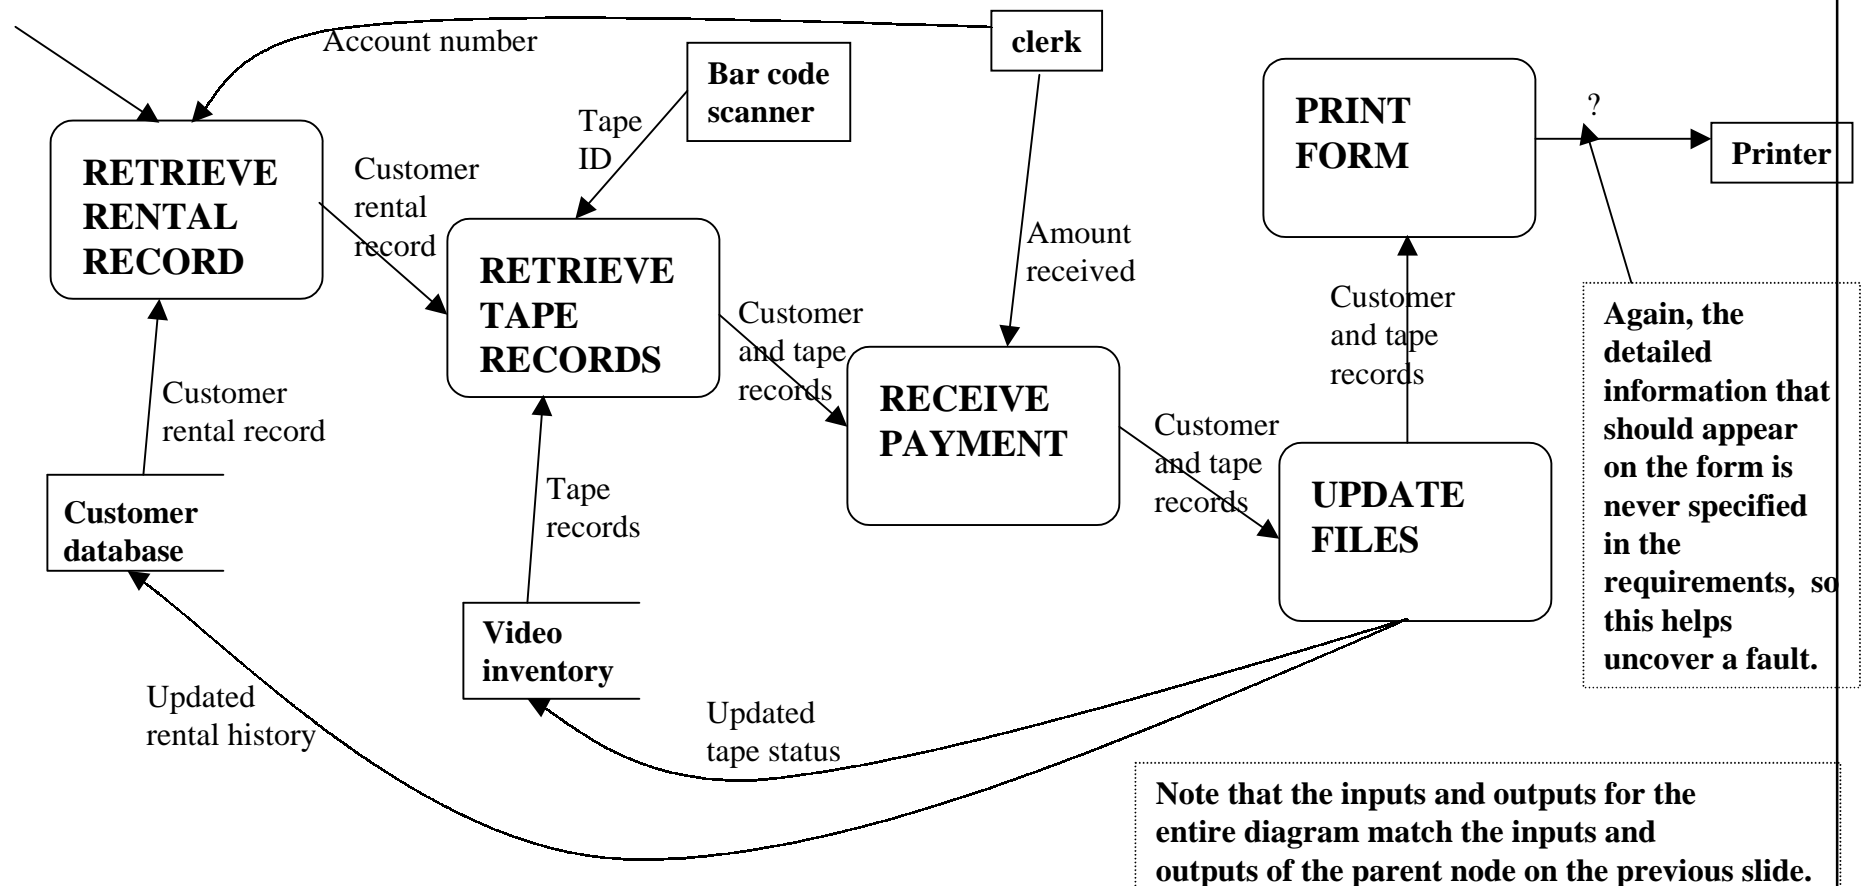 Account number
clerk
Bar code
scanner
Tape
ID
PRINT
FORM
?
Printer
RETRIEVE
RENTAL
RECORD
Customer
rental
record
RETRIEVE
TAPE
RECORDS
Amount
received
Customer
and tape
records
RECEIVE
PAYMENT
Customer
and tape
records
Customer
and tape
records
UPDATE
FILES
Again, the
detailed
information that
should appear
on the form is
never specified
in the
requirements, so
this helps
uncover a fault.
Customer
rental record
Customer
database
Tape
records
Video
inventory
Updated
rental history
Updated
tape status
Note that the inputs and outputs for the
entire diagram match the inputs and
outputs of the parent node on the previous slide.